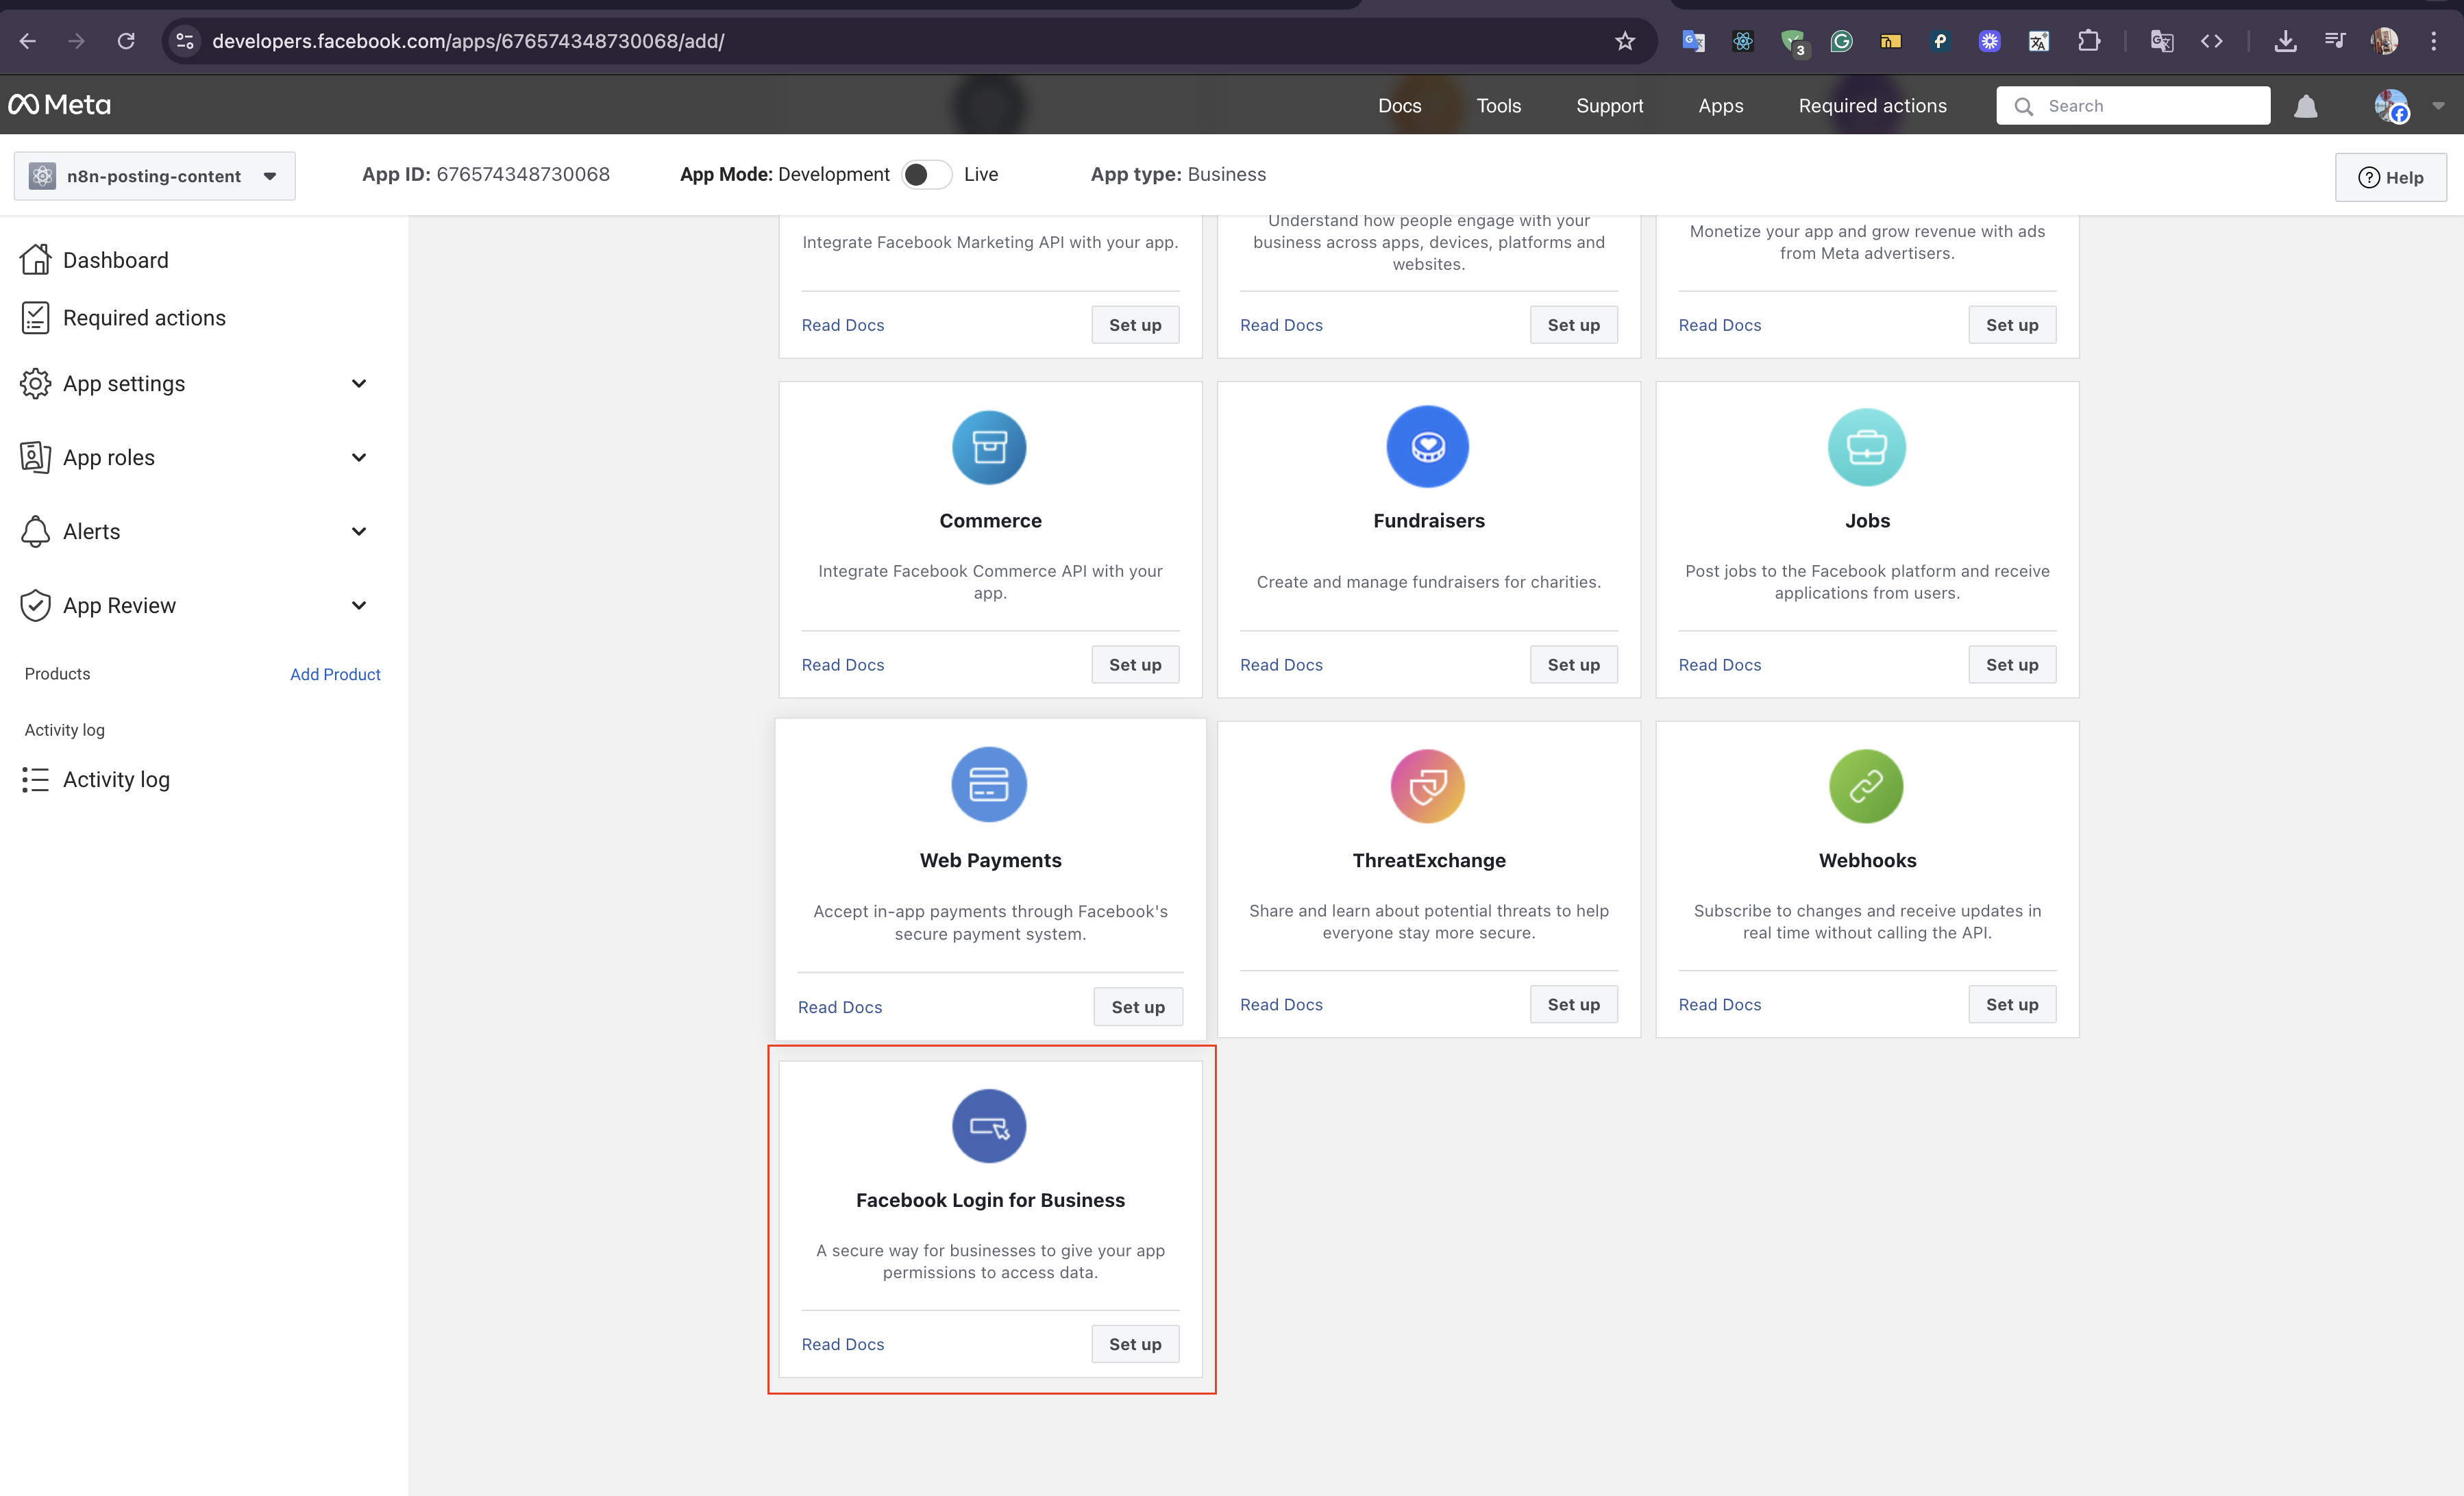 developers.facebook.com/apps/676574348730068/add/
3
Meta
Docs
Tools
Support
Apps
Required actions
Search
n8n-posting-content
App ID: 676574348730068
App Mode: Development
Live
App type: Business
Help
Dashboard
Required actions
App settings
App roles
Alerts
App Review
Products
Add Product
Activity log
Activity log
Integrate Facebook Marketing API with your app.
Read Docs
Set up
Understand how people engage with your
business across apps, devices, platforms and
websites.
Read Docs
Set up
Monetize your app and grow revenue with ads
from Meta advertisers.
Read Docs
Set up
Commerce
Integrate Facebook Commerce API with your
app.
Read Docs
Set up
Fundraisers
Create and manage fundraisers for charities.
Read Docs
Set up
Jobs
Post jobs to the Facebook platform and receive
applications from users.
Read Docs
Set up
Web Payments
Accept in-app payments through Facebook's
secure payment system.
Read Docs
Set up
ThreatExchange
Share and learn about potential threats to help
everyone stay more secure.
Read Docs
Set up
Webhooks
Subscribe to changes and receive updates in
real time without calling the API.
Read Docs
Set up
Facebook Login for Business
A secure way for businesses to give your app
permissions to access data.
Read Docs
Set up